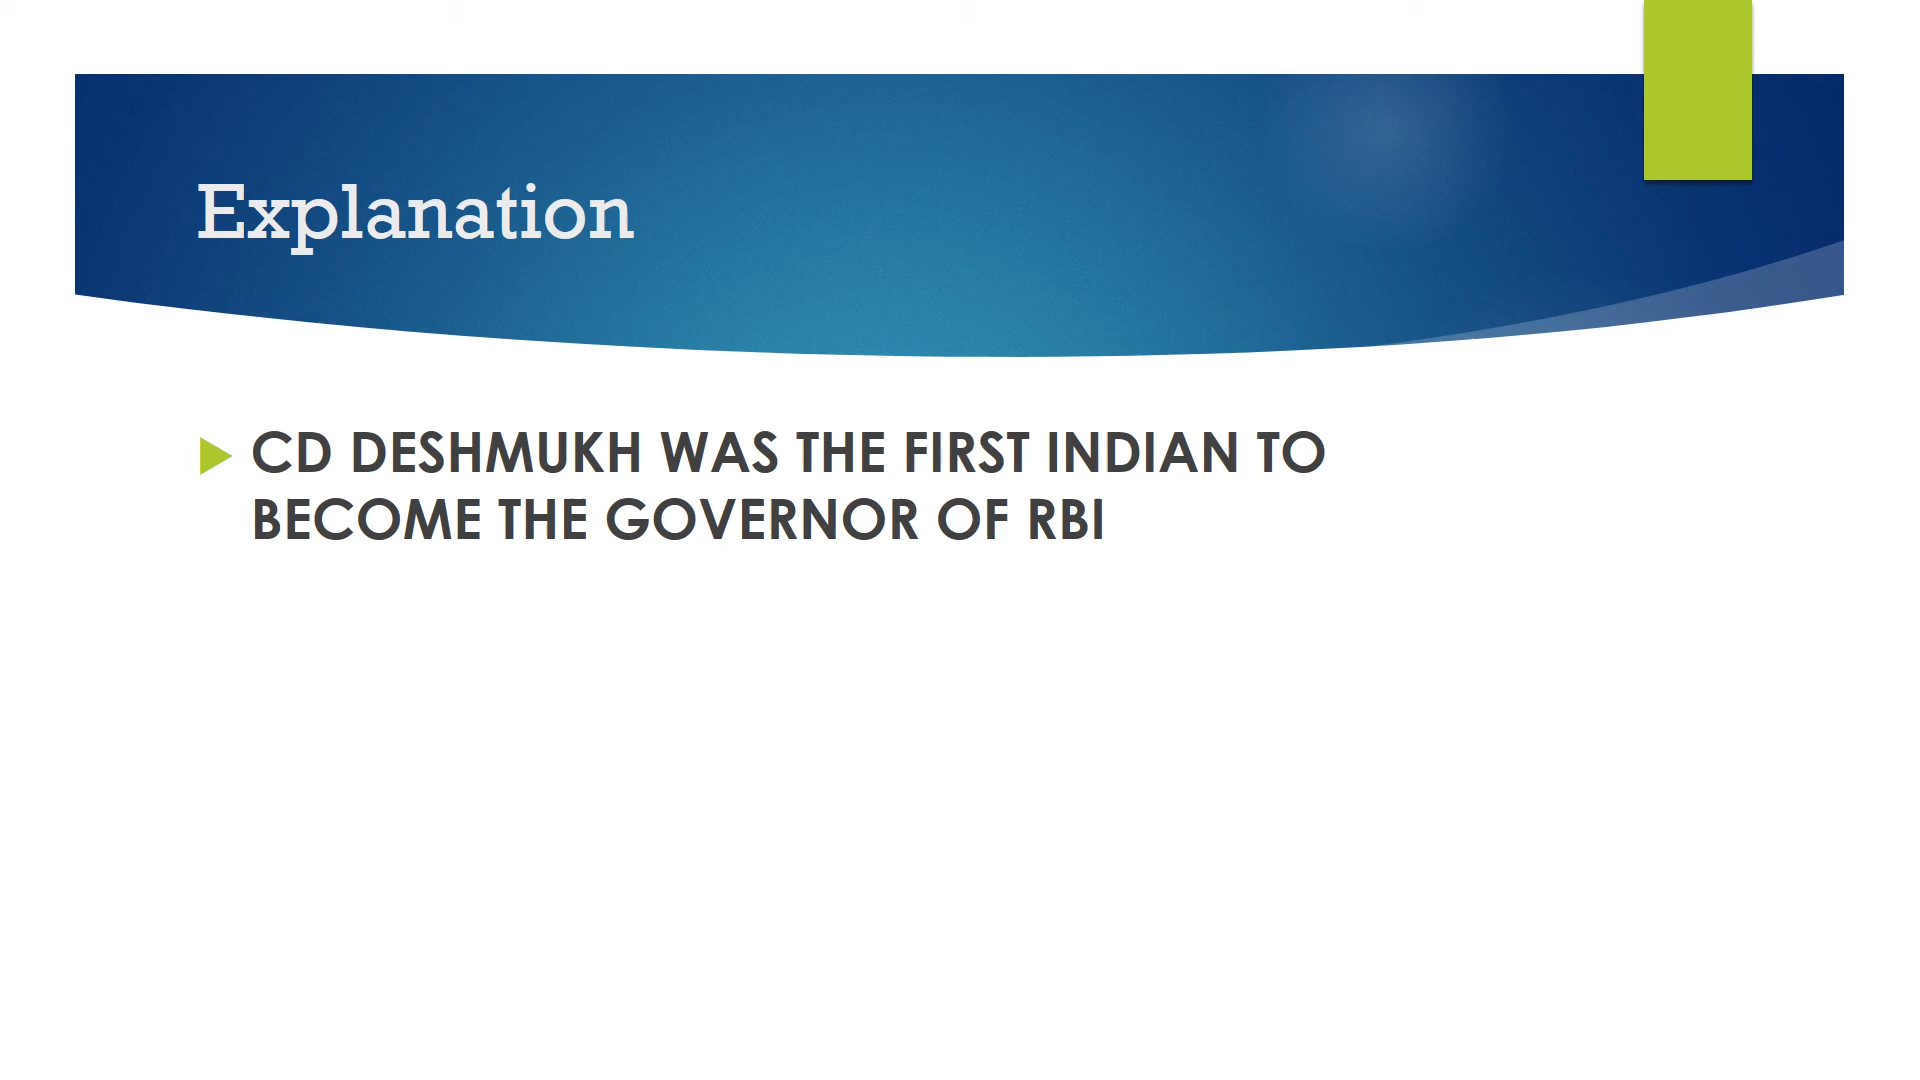 Explanation
CD DESHMUKH WAS THE FIRST INDIAN TO
BECOME THE GOVERNOR OF RBI